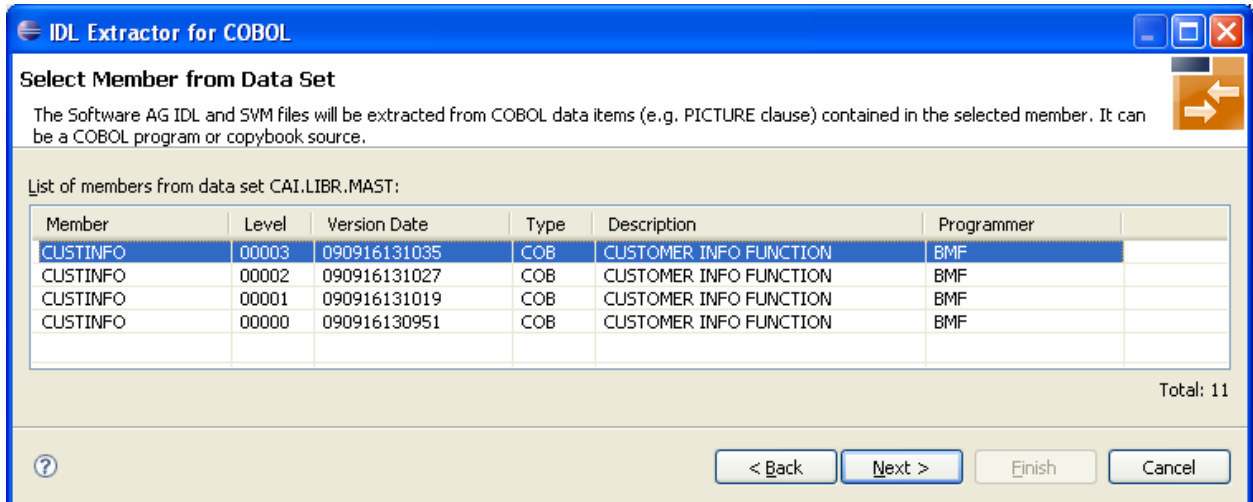 IDL Extractor for COBOL
Select Member from Data Set
The Software AG IDL and SVM files will be extracted from COBOL data items (e.g. PICTURE clause) contained in the selected member. It can
be a COBOL program or copybook source.
List of members from data set CAI.LIBR.MAST:
Member Level Version Date Type Description Programmer
CUSTINFO 00003 090916131035 COB CUSTOMER INFO FUNCTION BMF
CUSTINFO 00002 090916131027 COB CUSTOMER INFO FUNCTION BMF
CUSTINFO 00001 090916131019 COB CUSTOMER INFO FUNCTION BMF
CUSTINFO 00000 090916130951 COB CUSTOMER INFO FUNCTION BMF
Total: 11
? < Back Next > Finish Cancel